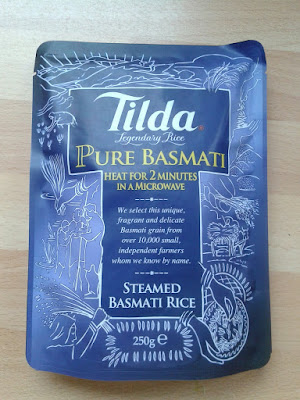 Tilda
Legendary Rice
PURE BASMATI
HEAT FOR 2 MINUTES
IN A MICROWAVE
We select this unique,
fragrant and delicate
Basmati grain from
over 10,000 small,
independent farmers
whom we know by name.
STEAMED
BASMATI RICE
250g e